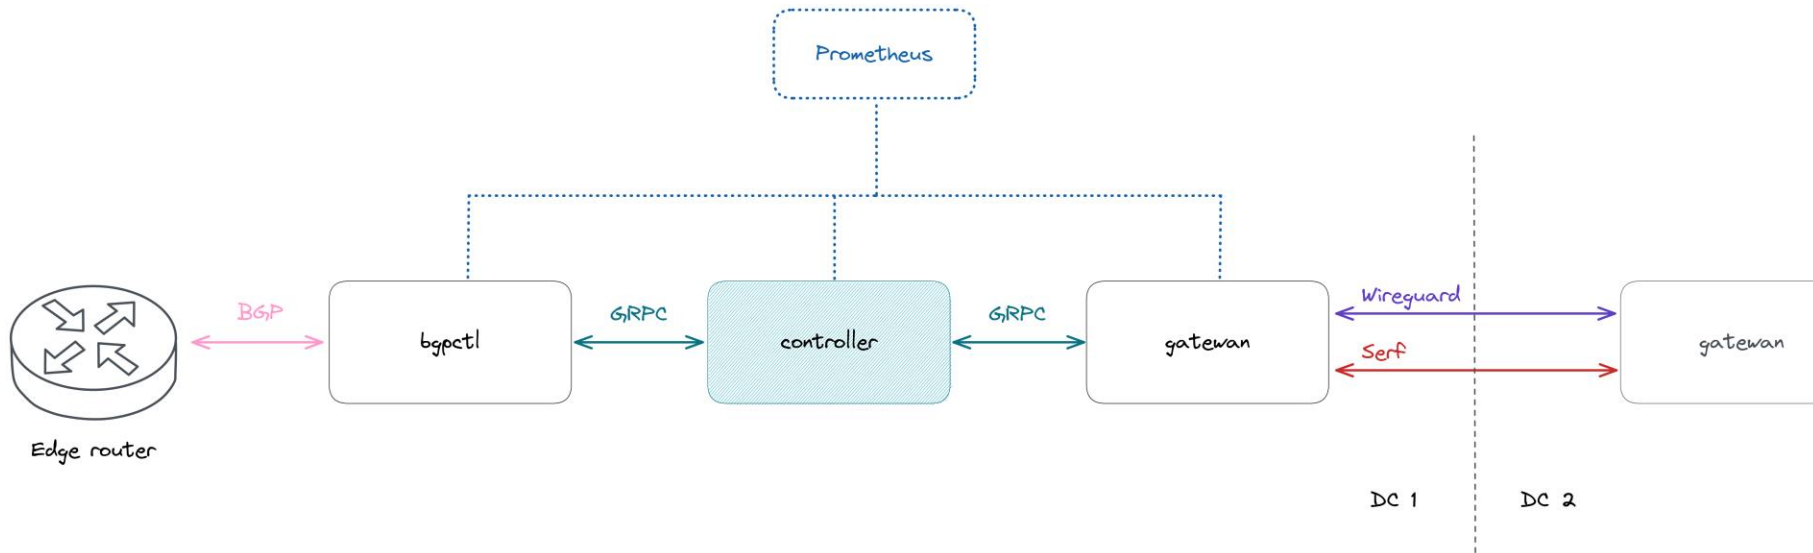 Prometheus
BGP
bgpctl
GRPC
controller
GRPC
gatewan
Wireguard
Serf
gatewan
Edge router
DC 1
DC 2